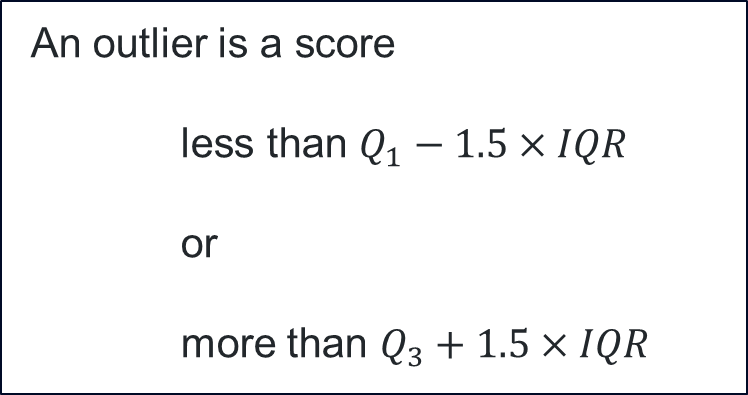 An outlier is a score
less than Q₁ − 1.5 × IQR
or
more than Q₃ + 1.5 × IQR